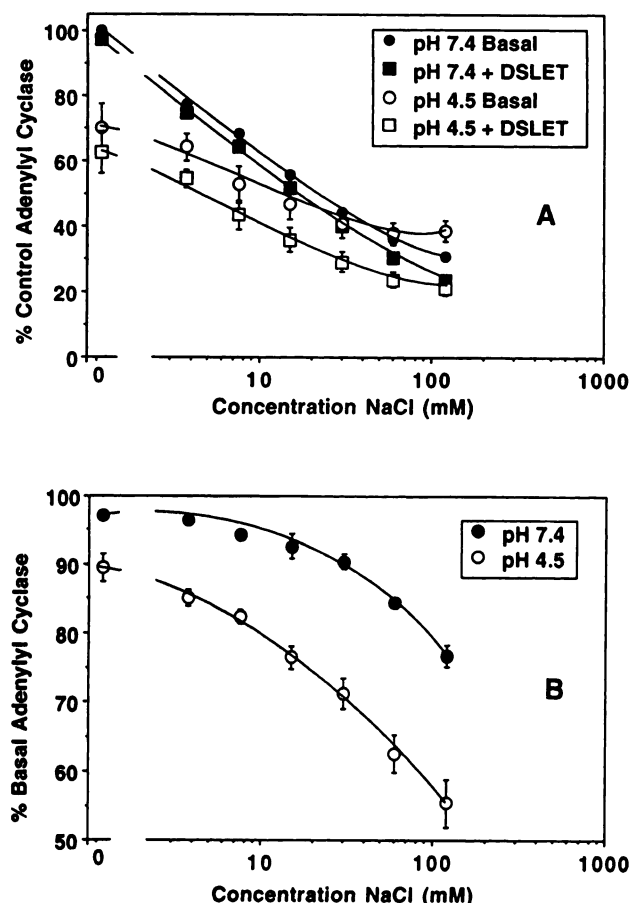 100
80
60
40
20
0
% Control Adenylyl Cyclase
pH 7.4 Basal
pH 7.4 + DSLET
pH 4.5 Basal
pH 4.5 + DSLET
A
0
10
100
1000
Concentration NaCl (mM)
100
90
80
70
60
50
% Basal Adenylyl Cyclase
pH 7.4
pH 4.5
B
0
10
100
1000
Concentration NaCl (mM)